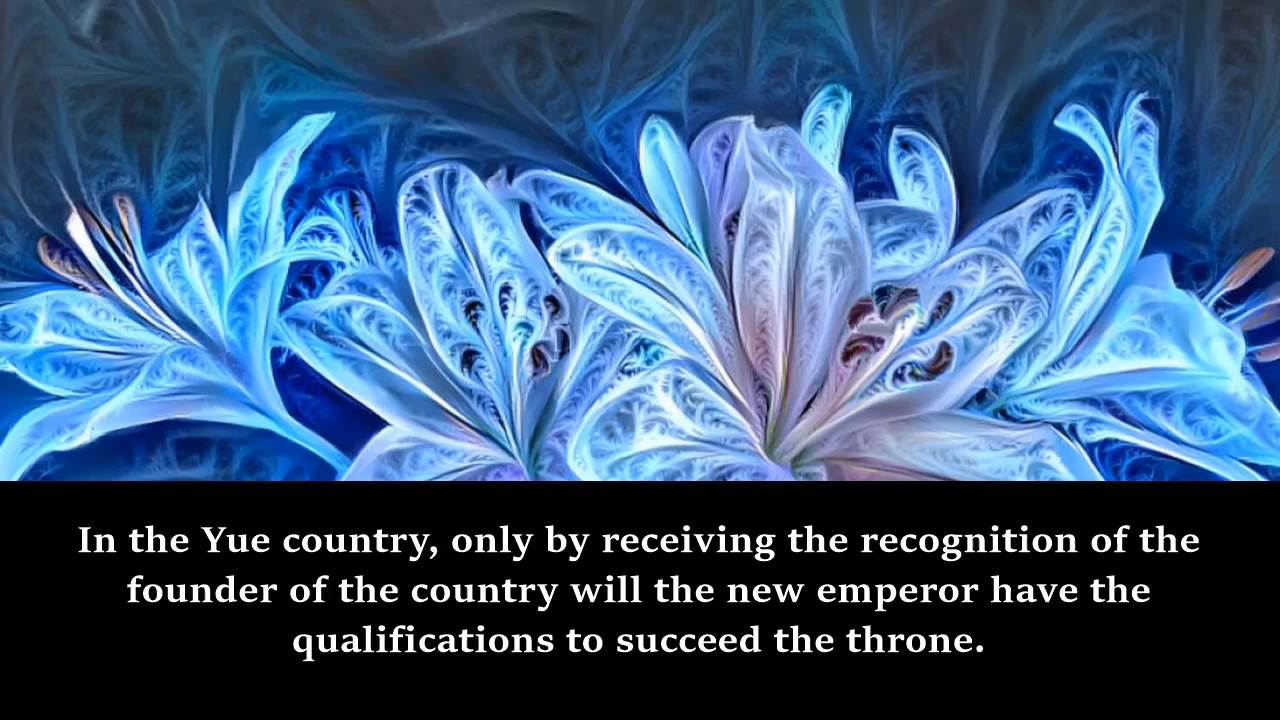 In the Yue country, only by receiving the recognition of the
founder of the country will the new emperor have the
qualifications to succeed the throne.